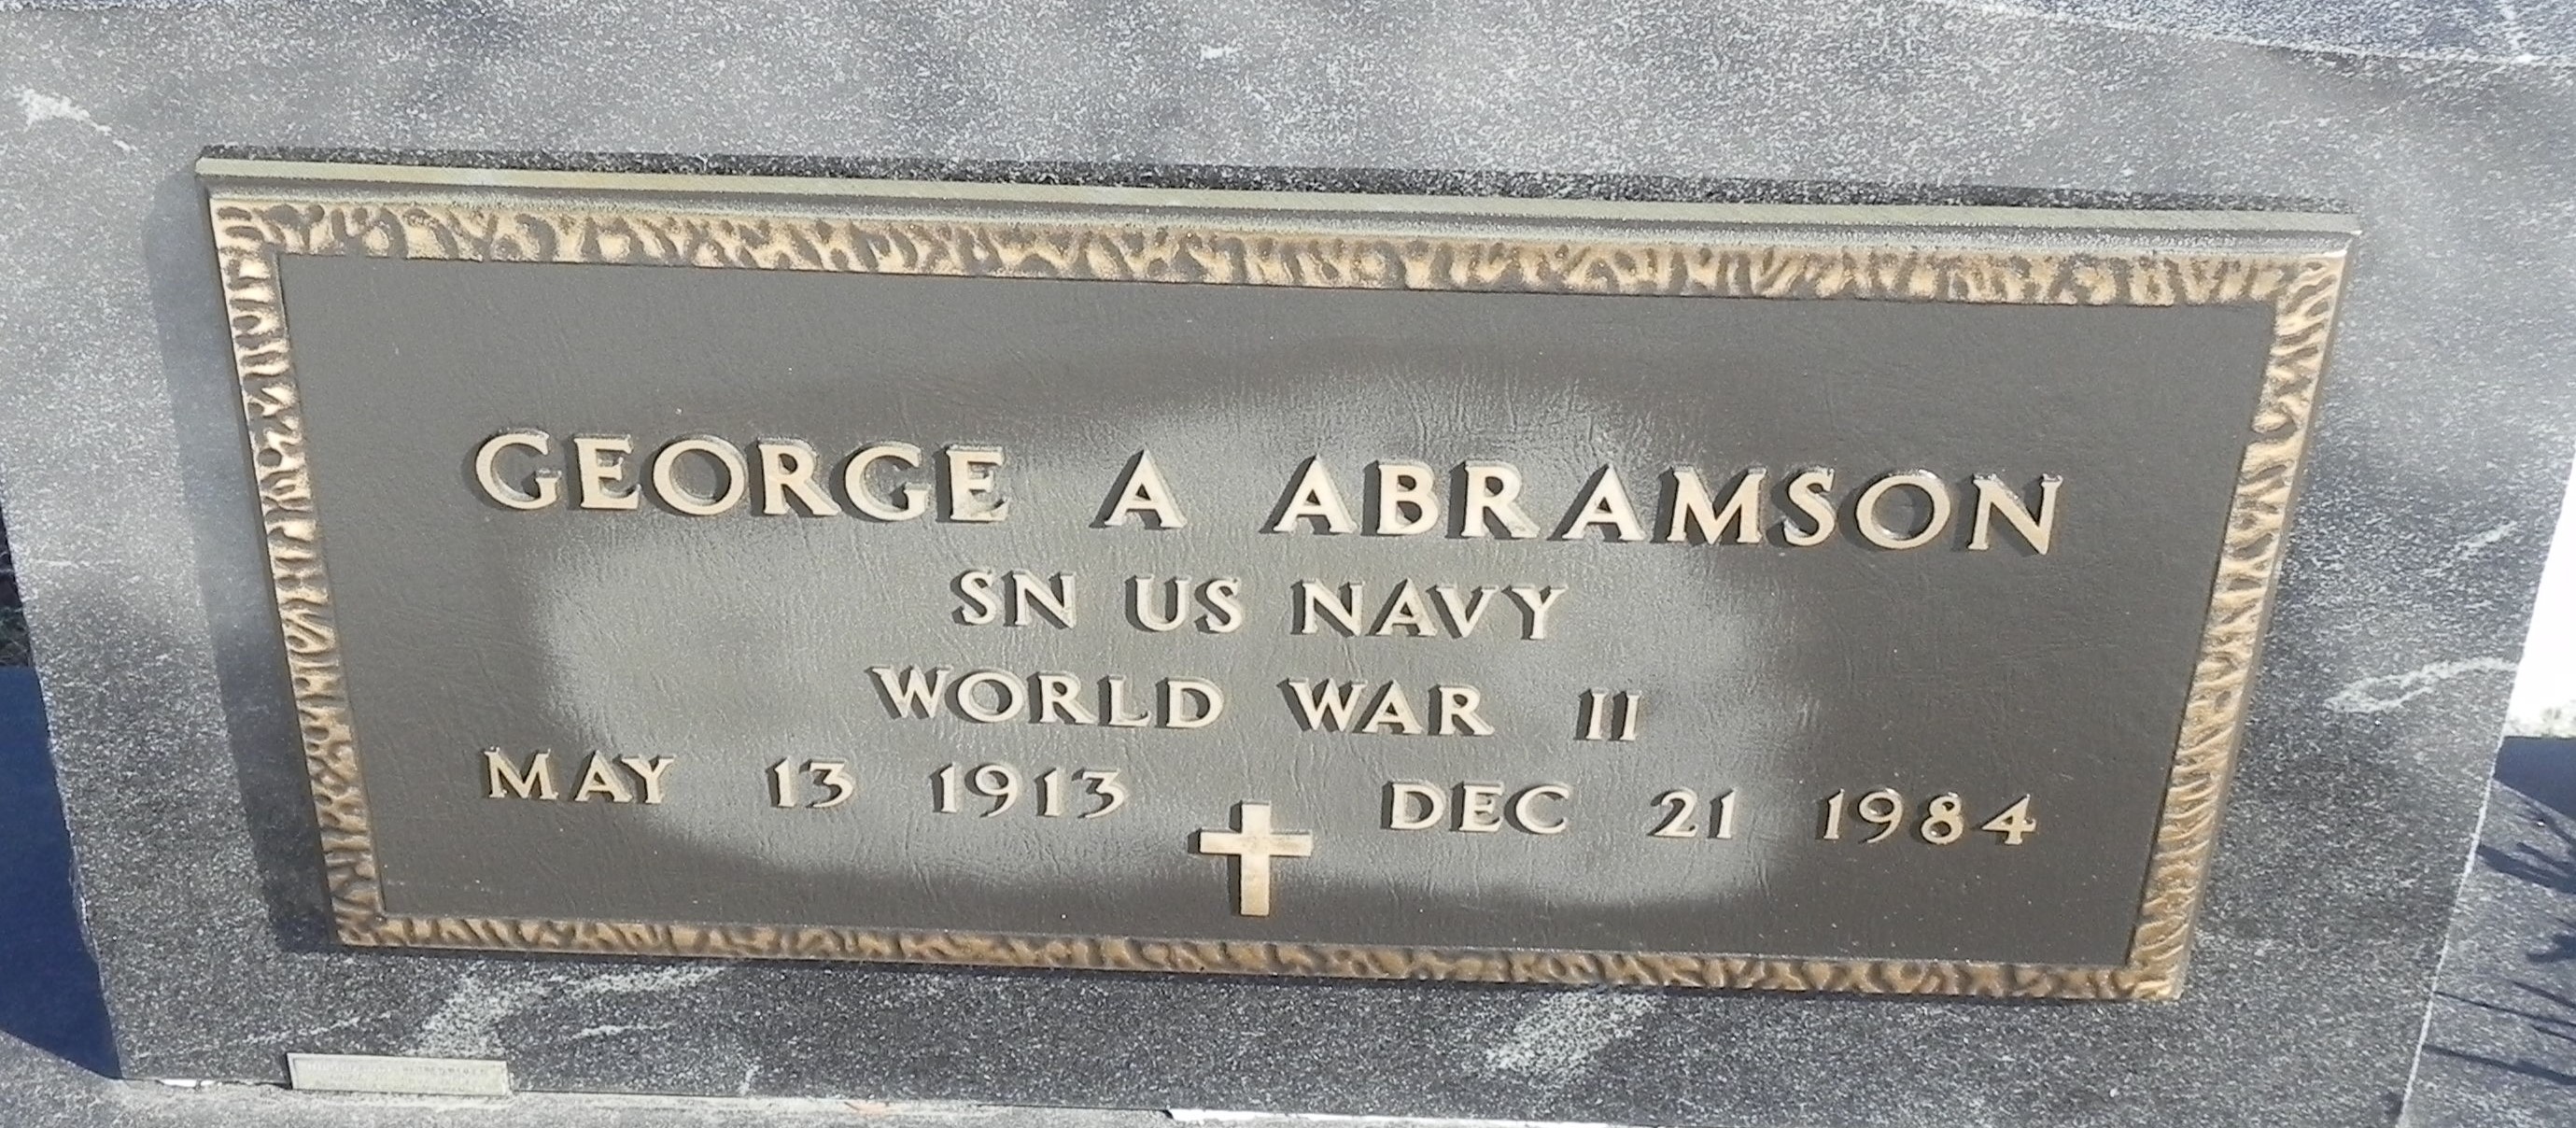 GEORGE A ABRAMSON
SN US NAVY
WORLD WAR II
MAY 13 1913 DEC 21 1984